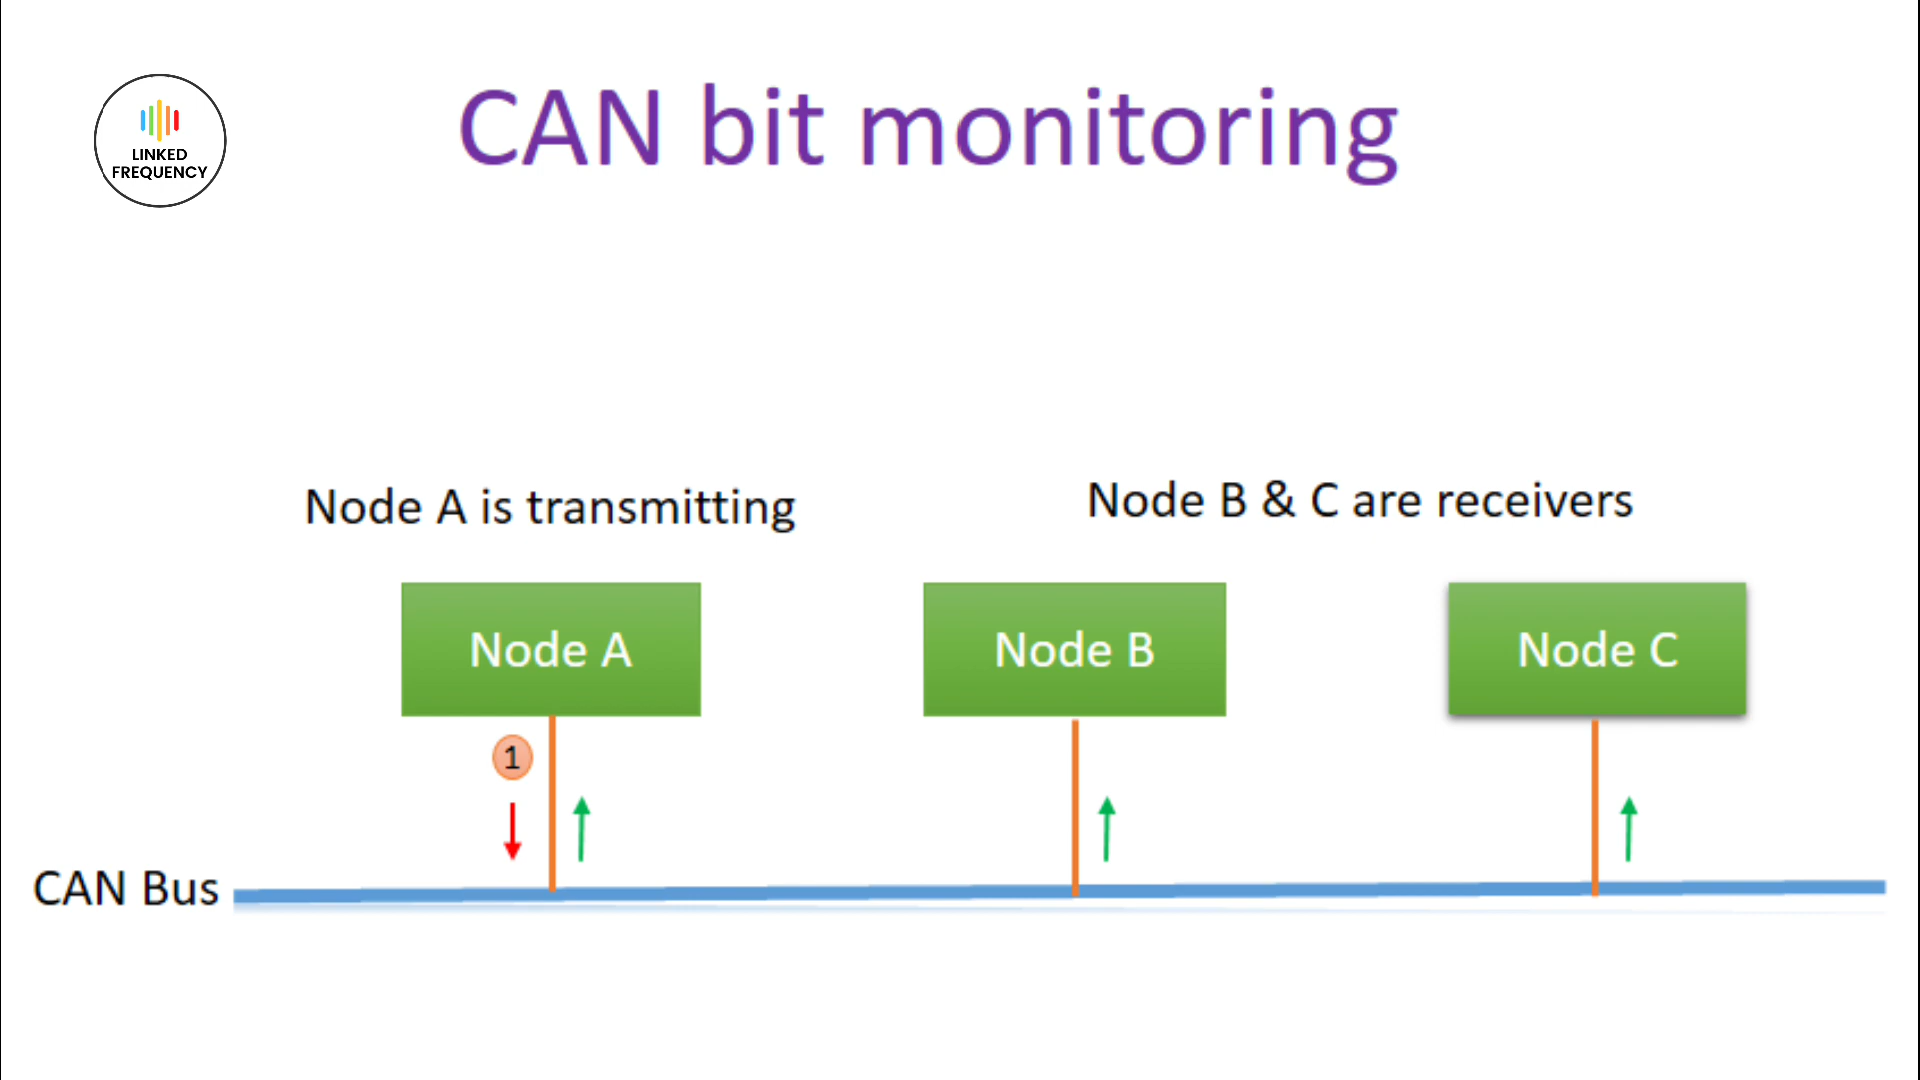 LINKED
FREQUENCY
CAN bit monitoring
Node A is transmitting
Node B & C are receivers
Node A
Node B
Node C
1
CAN Bus